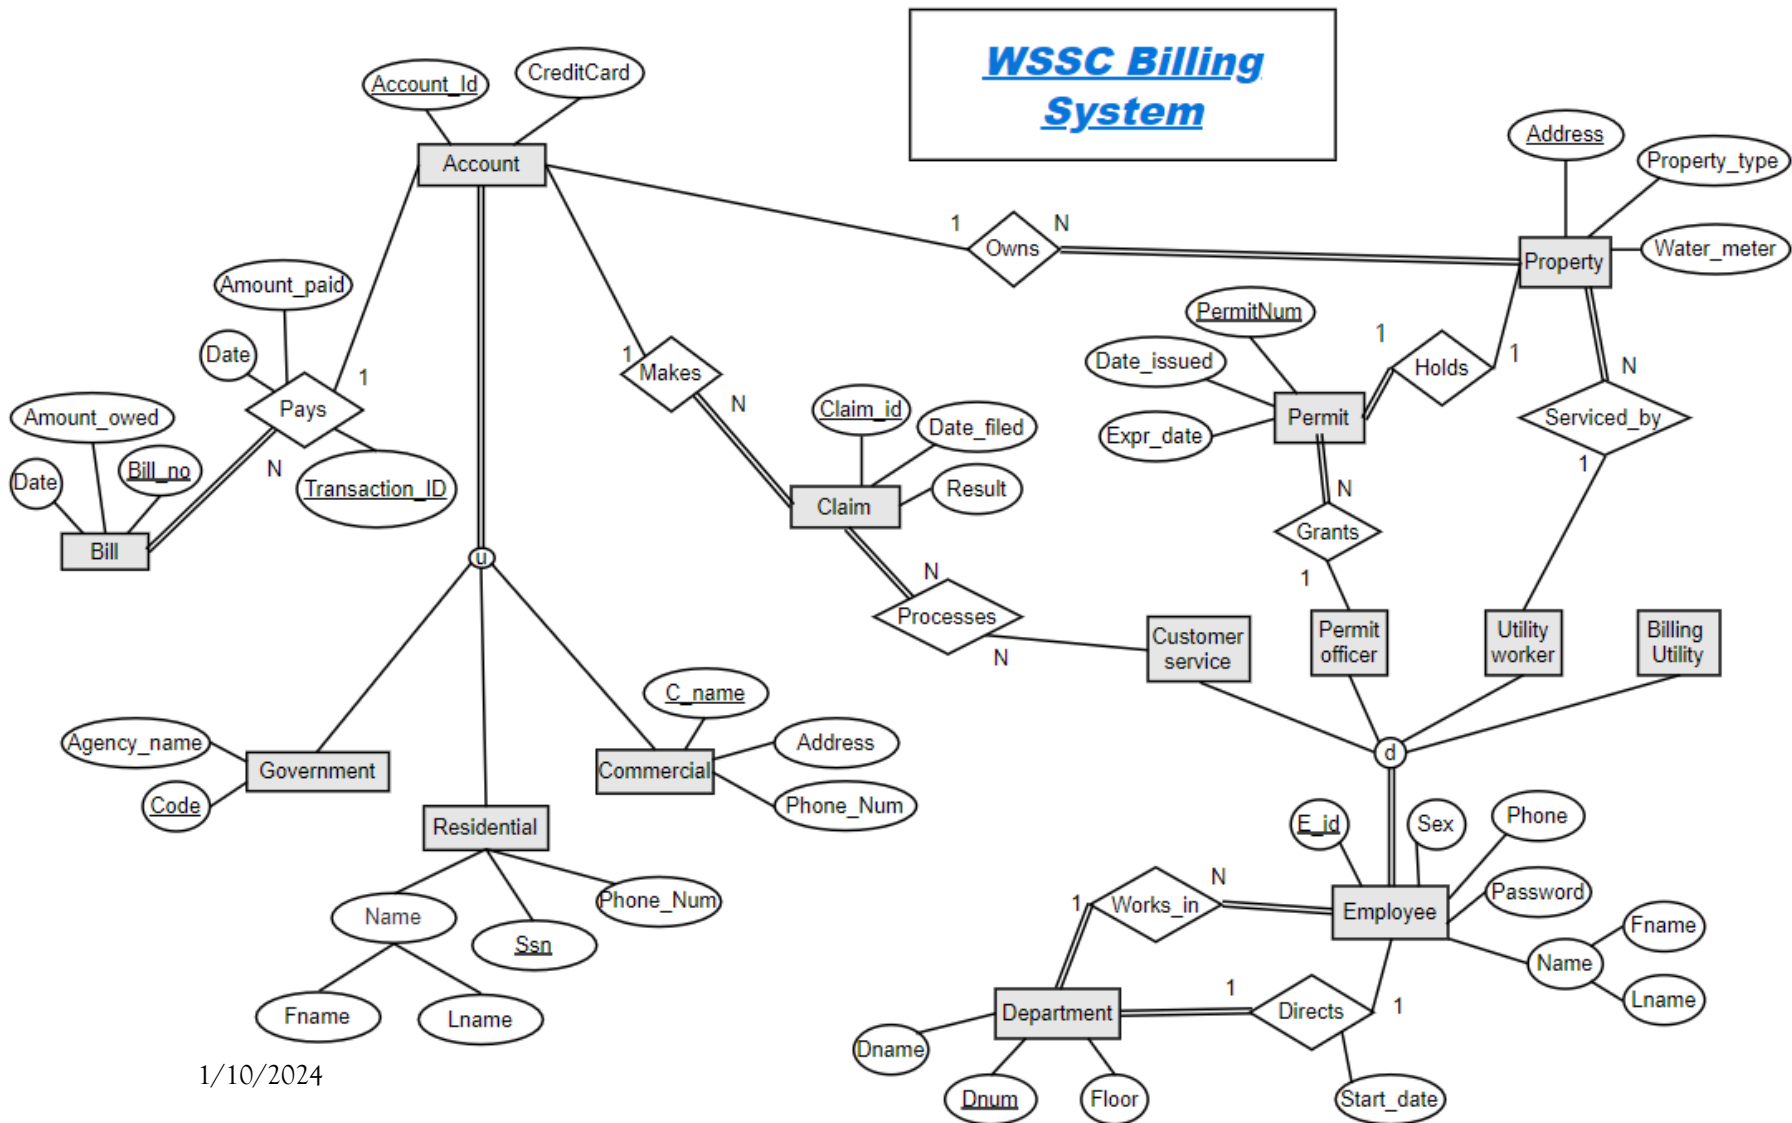 WSSC Billing
System
Account_Id
CreditCard
Account
Address
Property_type
Water_meter
Property
1
N
Owns
Amount_paid
Date
1
Pays
N
Transaction_ID
Amount_owed
Date
Bill_no
Bill
1
Makes
N
Claim_id
Date_filed
Result
Claim
PermitNum
Date_issued
Expr_date
Permit
1
Holds
1
N
Serviced_by
1
N
Grants
1
N
Processes
N
Customer
service
Permit
officer
Utility
worker
Billing
Utility
u
d
Agency_name
Code
Government
C_name
Address
Phone_Num
Commercial
Residential
Name
Ssn
Phone_Num
Fname
Lname
E_id
Sex
Phone
Password
Name
Fname
Lname
Employee
N
Works_in
1
Department
1
Directs
1
Start_date
Dname
Dnum
Floor
1/10/2024